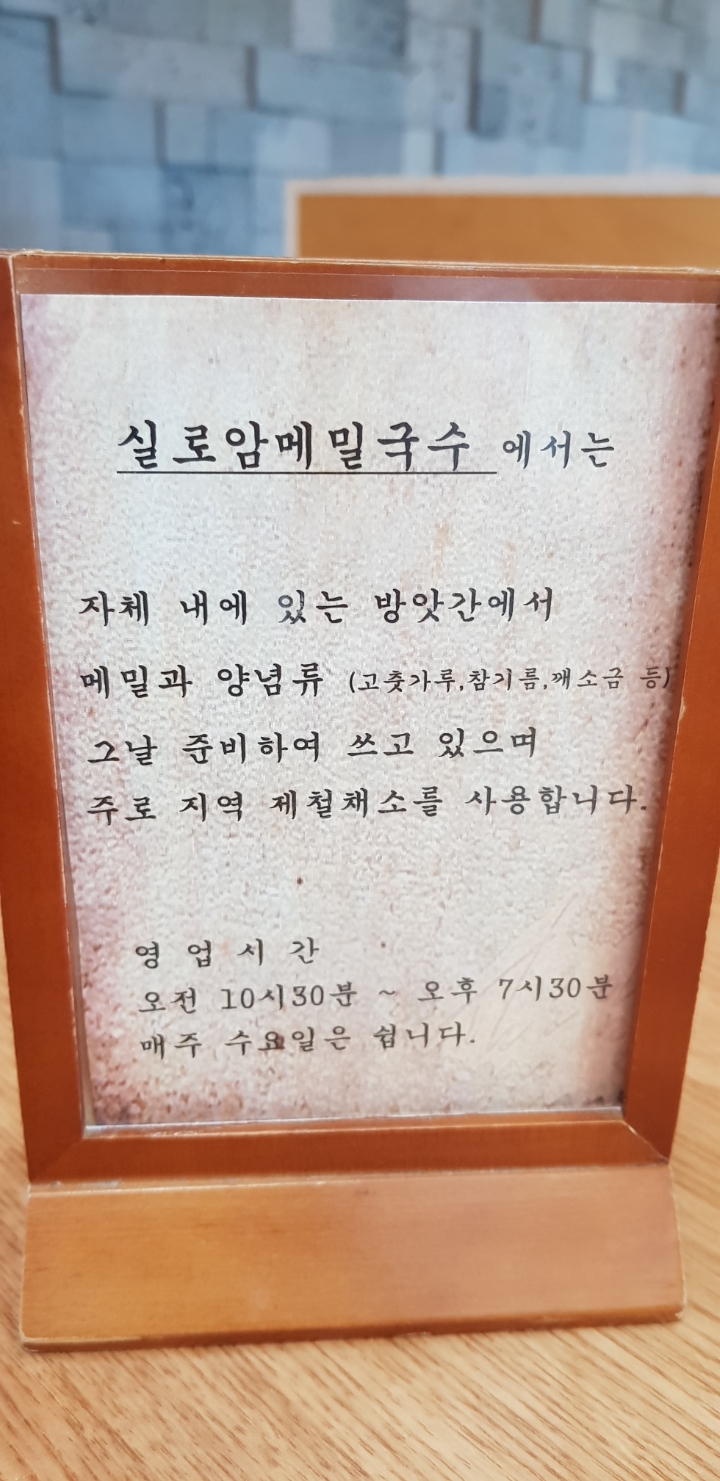 실로암메밀국수 에서는
자체 내에 있는 방앗간에서
메밀과 양념류 (고춧가루,참기름,깨소금 등)
그날 준비하여 쓰고 있으며
주로 지역 제철채소를 사용합니다.
영 업 시 간
오전 10시30분 ~ 오후 7시30분
매주 수요일은 쉽니다.